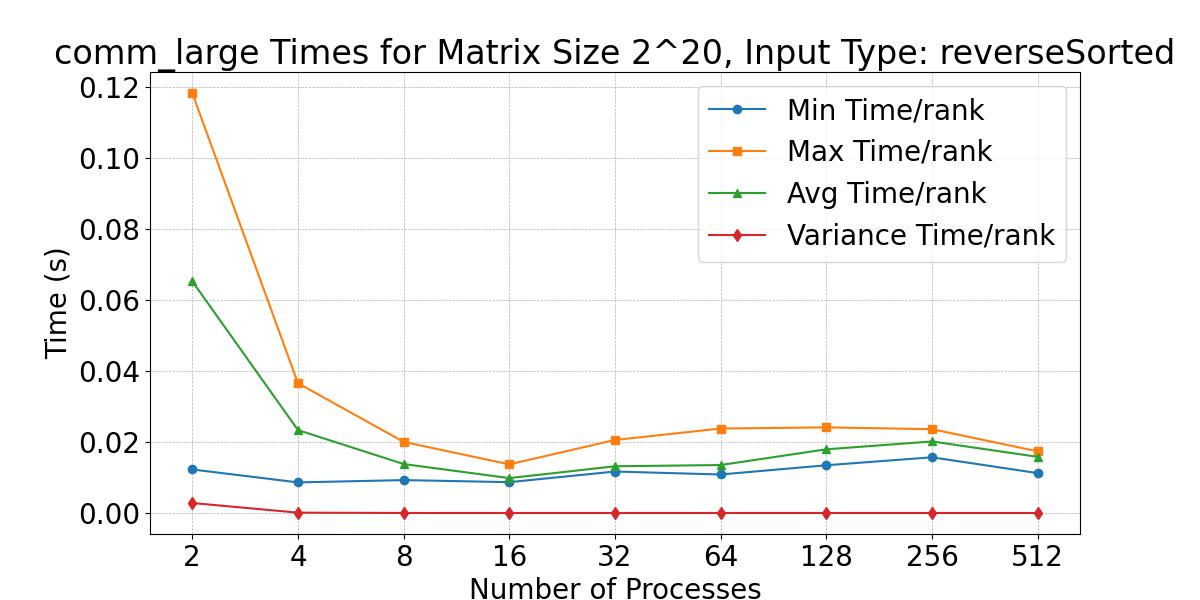 comm_large Times for Matrix Size 2^20, Input Type: reverseSorted
0.12
0.10
0.08
0.06
0.04
0.02
0.00
Time (s)
Min Time/rank
Max Time/rank
Avg Time/rank
Variance Time/rank
2 4 8 16 32 64 128 256 512
Number of Processes